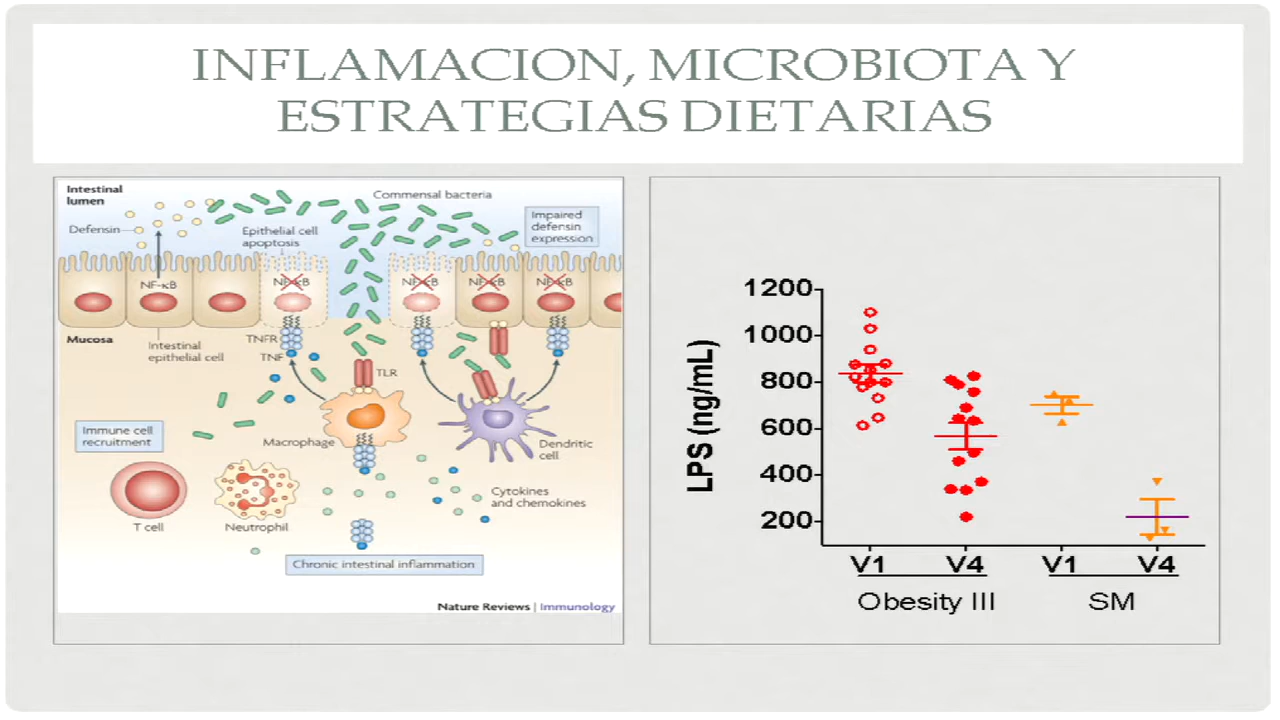 INFLAMACION, MICROBIOTA Y
ESTRATEGIAS DIETARIAS
Intestinal
lumen
Commensal bacteria
Defensin
Epithelial cell
apoptosis
Impaired
defensin
expression
NF-κB
NF-κB
NF-κB
NF-κB
NF-κB
Mucosa
Intestinal
epithelial cell
TNFR
TNF
TLR
Immune cell
recruitment
Macrophage
Dendritic
cell
T cell
Neutrophil
Cytokines
and chemokines
Chronic intestinal inflammation
Nature Reviews | Immunology
LPS (ng/mL)
1200
1000
800
600
400
200
V1 V4 V1 V4
Obesity III SM